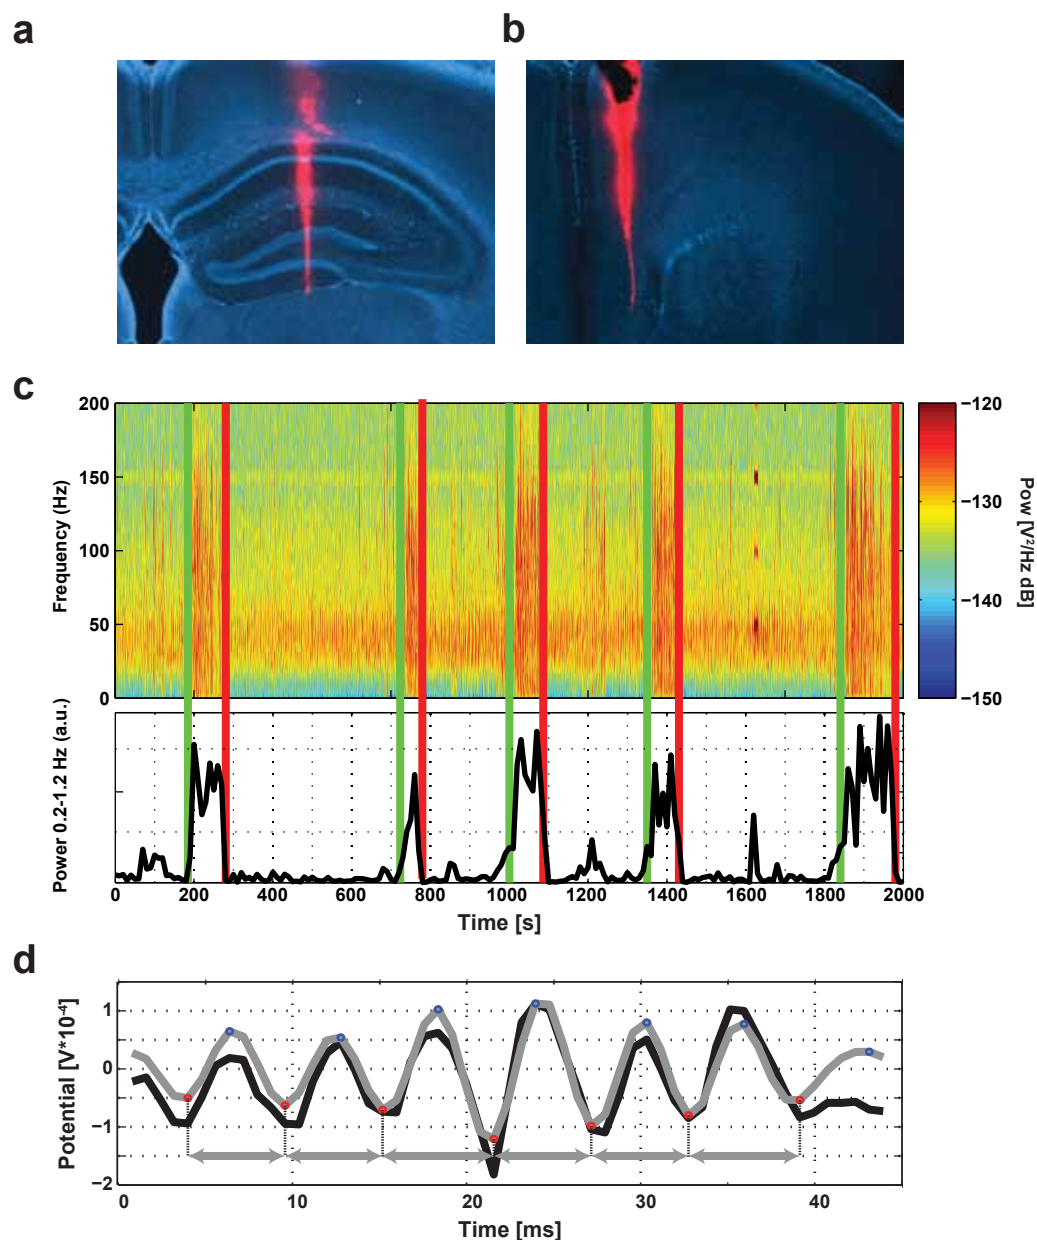 a
b
c
200
150
100
50
0
Frequency (Hz)
−120
−130
−140
−150
Pow [V²/Hz dB]
Power 0.2-1.2 Hz (a.u.)
0 200 400 600 800 1000 1200 1400 1600 1800 2000
Time [s]
d
1
0
−1
−2
Potential [V*10⁻⁴]
0 10 20 30 40
Time [ms]